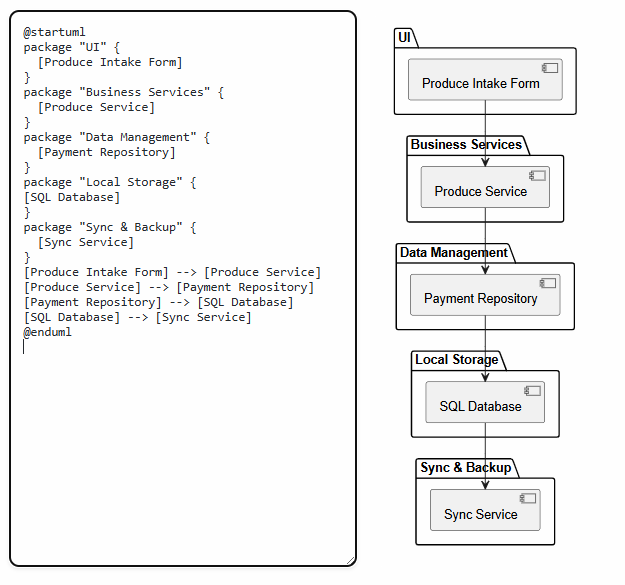 @startuml
package "UI" {
  [Produce Intake Form]
}
package "Business Services" {
  [Produce Service]
}
package "Data Management" {
  [Payment Repository]
}
package "Local Storage" {
[SQL Database]
}
package "Sync & Backup" {
  [Sync Service]
}
[Produce Intake Form] --> [Produce Service]
[Produce Service] --> [Payment Repository]
[Payment Repository] --> [SQL Database]
[SQL Database] --> [Sync Service]
@enduml
UI
Produce Intake Form
Business Services
Produce Service
Data Management
Payment Repository
Local Storage
SQL Database
Sync & Backup
Sync Service